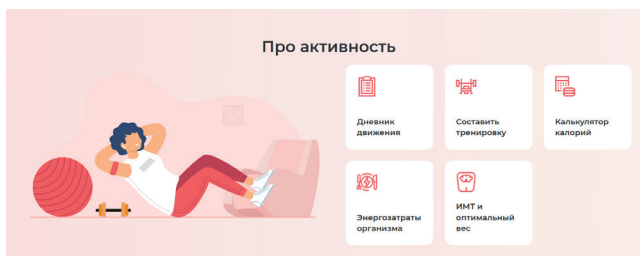 Про активность
Дневник
движения
Составить
тренировку
Калькулятор
калорий
Энергозатраты
организма
ИМТ и
оптимальный
вес